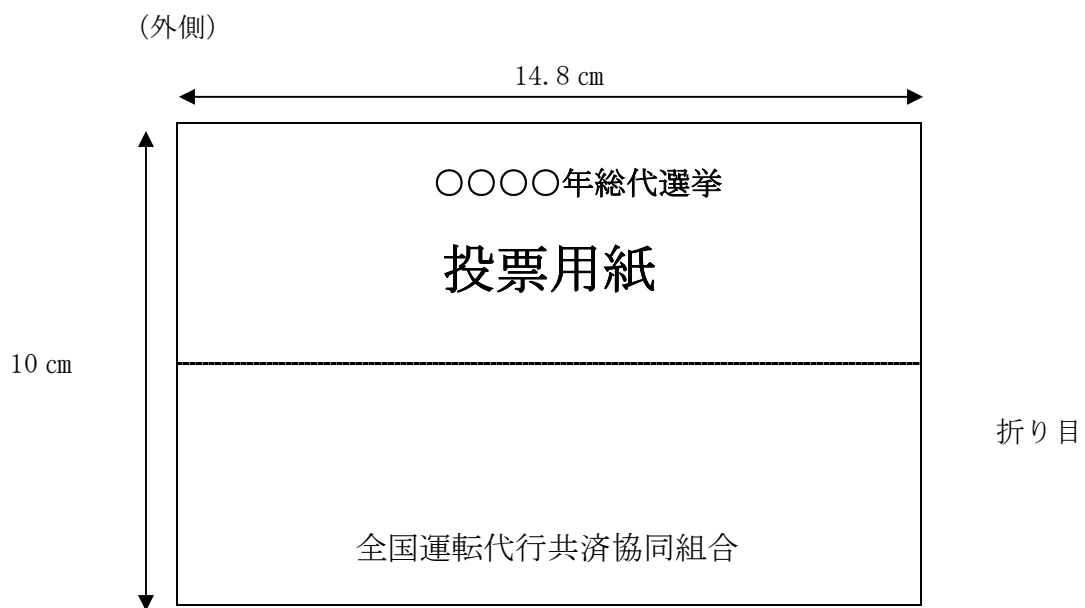 (外側)
14.8 cm
○○○○年総代選挙
投票用紙
10 cm
折り目
全国運転代行共済協同組合